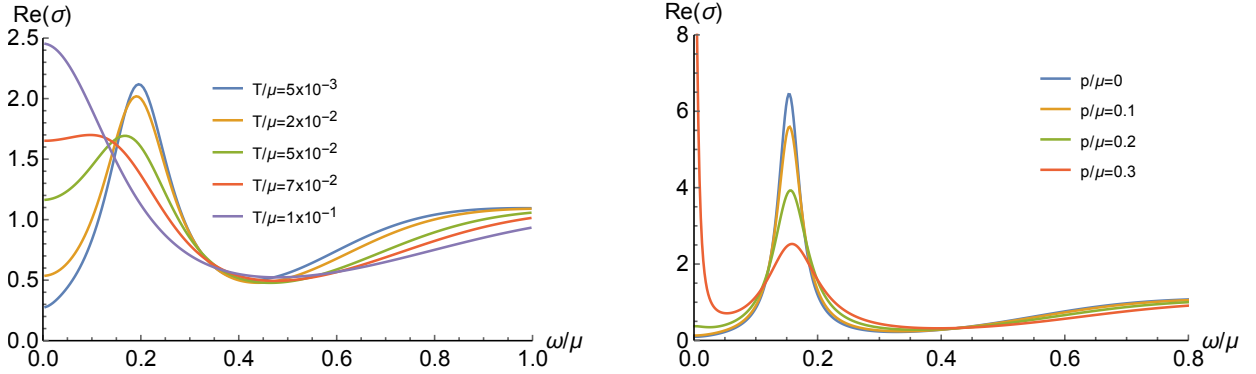 Re(σ)
2.5
2.0
1.5
1.0
0.5
0.0
0.0 0.2 0.4 0.6 0.8 1.0
ω/μ
T/μ=5x10⁻³
T/μ=2x10⁻²
T/μ=5x10⁻²
T/μ=7x10⁻²
T/μ=1x10⁻¹
Re(σ)
8
6
4
2
0
0.0 0.2 0.4 0.6 0.8
ω/μ
p/μ=0
p/μ=0.1
p/μ=0.2
p/μ=0.3